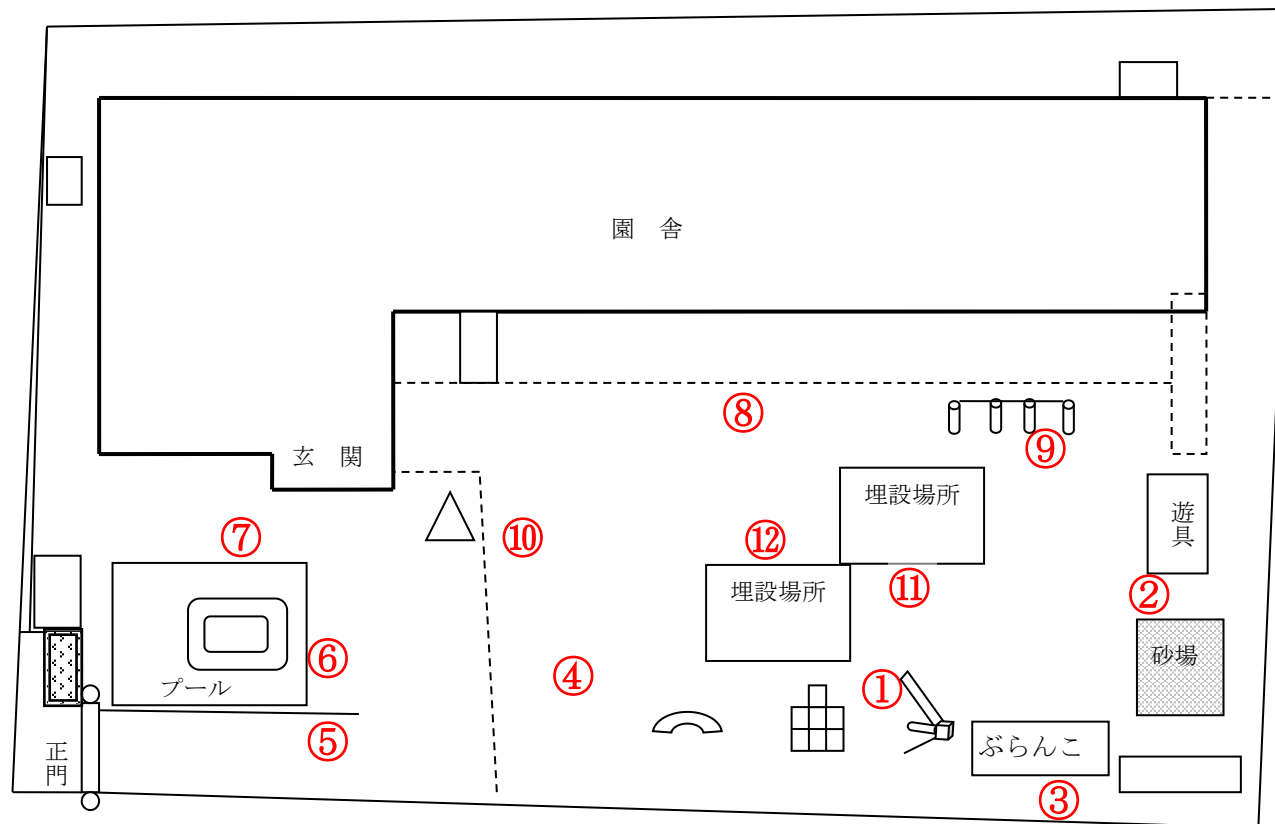 園 舎
⑧
⑨
玄 関
埋設場所
遊具
⑦
⑩
⑫
埋設場所
⑪
②
砂場
⑥
プール
④
①
⑤
正門
ぶらんこ
③